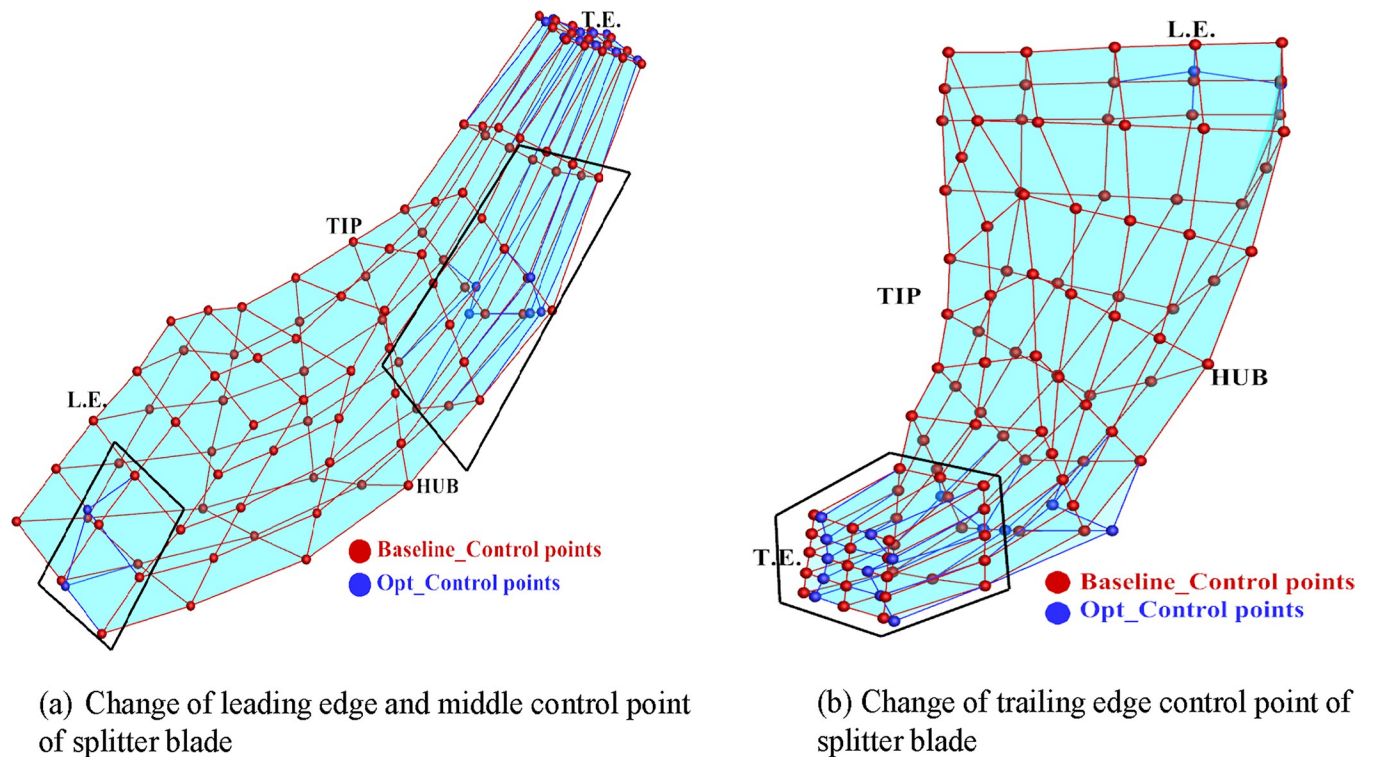 T.E.
TIP
L.E.
HUB
Baseline_Control points
Opt_Control points
(a) Change of leading edge and middle control point
of splitter blade
L.E.
TIP
HUB
T.E.
Baseline_Control points
Opt_Control points
(b) Change of trailing edge control point of
splitter blade